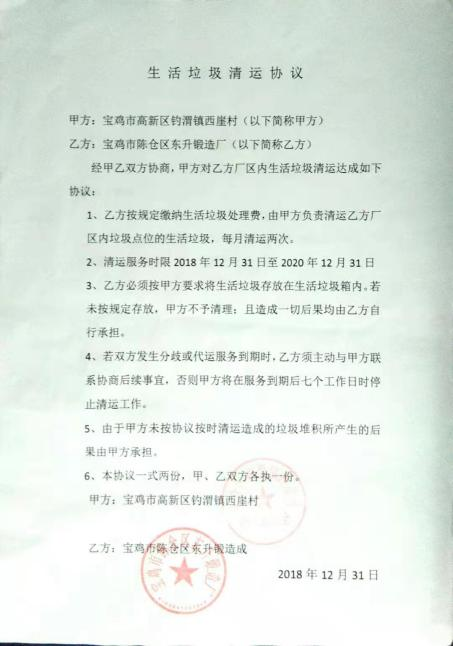 生活垃圾清运协议
甲方：宝鸡市高新区钓渭镇西崖村（以下简称甲方）
乙方：宝鸡市陈仓区东升锻造厂（以下简称乙方）
经甲乙双方协商，甲方对乙方厂区内生活垃圾清运达成如下
协议：
1、乙方按规定缴纳生活垃圾处理费，由甲方负责清运乙方厂
区内垃圾点位的生活垃圾，每月清运两次。
2、清运服务时限 2018 年 12 月 31 日至 2020 年 12 月 31 日
3、乙方必须按甲方要求将生活垃圾存放在生活垃圾箱内。若
未按规定存放，甲方不予清理；且造成一切后果均由乙方自
行承担。
4、若双方发生分歧或代运服务到期时，乙方须主动与甲方联
系协商后续事宜，否则甲方将在服务到期后七个工作日时停
止清运工作。
5、由于甲方未按协议按时清运造成的垃圾堆积所产生的后
果由甲方承担。
6、本协议一式两份，甲、乙双方各执一份。
甲方：宝鸡市高新区钓渭镇西崖村
乙方：宝鸡市陈仓区东升锻造成
2018 年 12 月 31 日